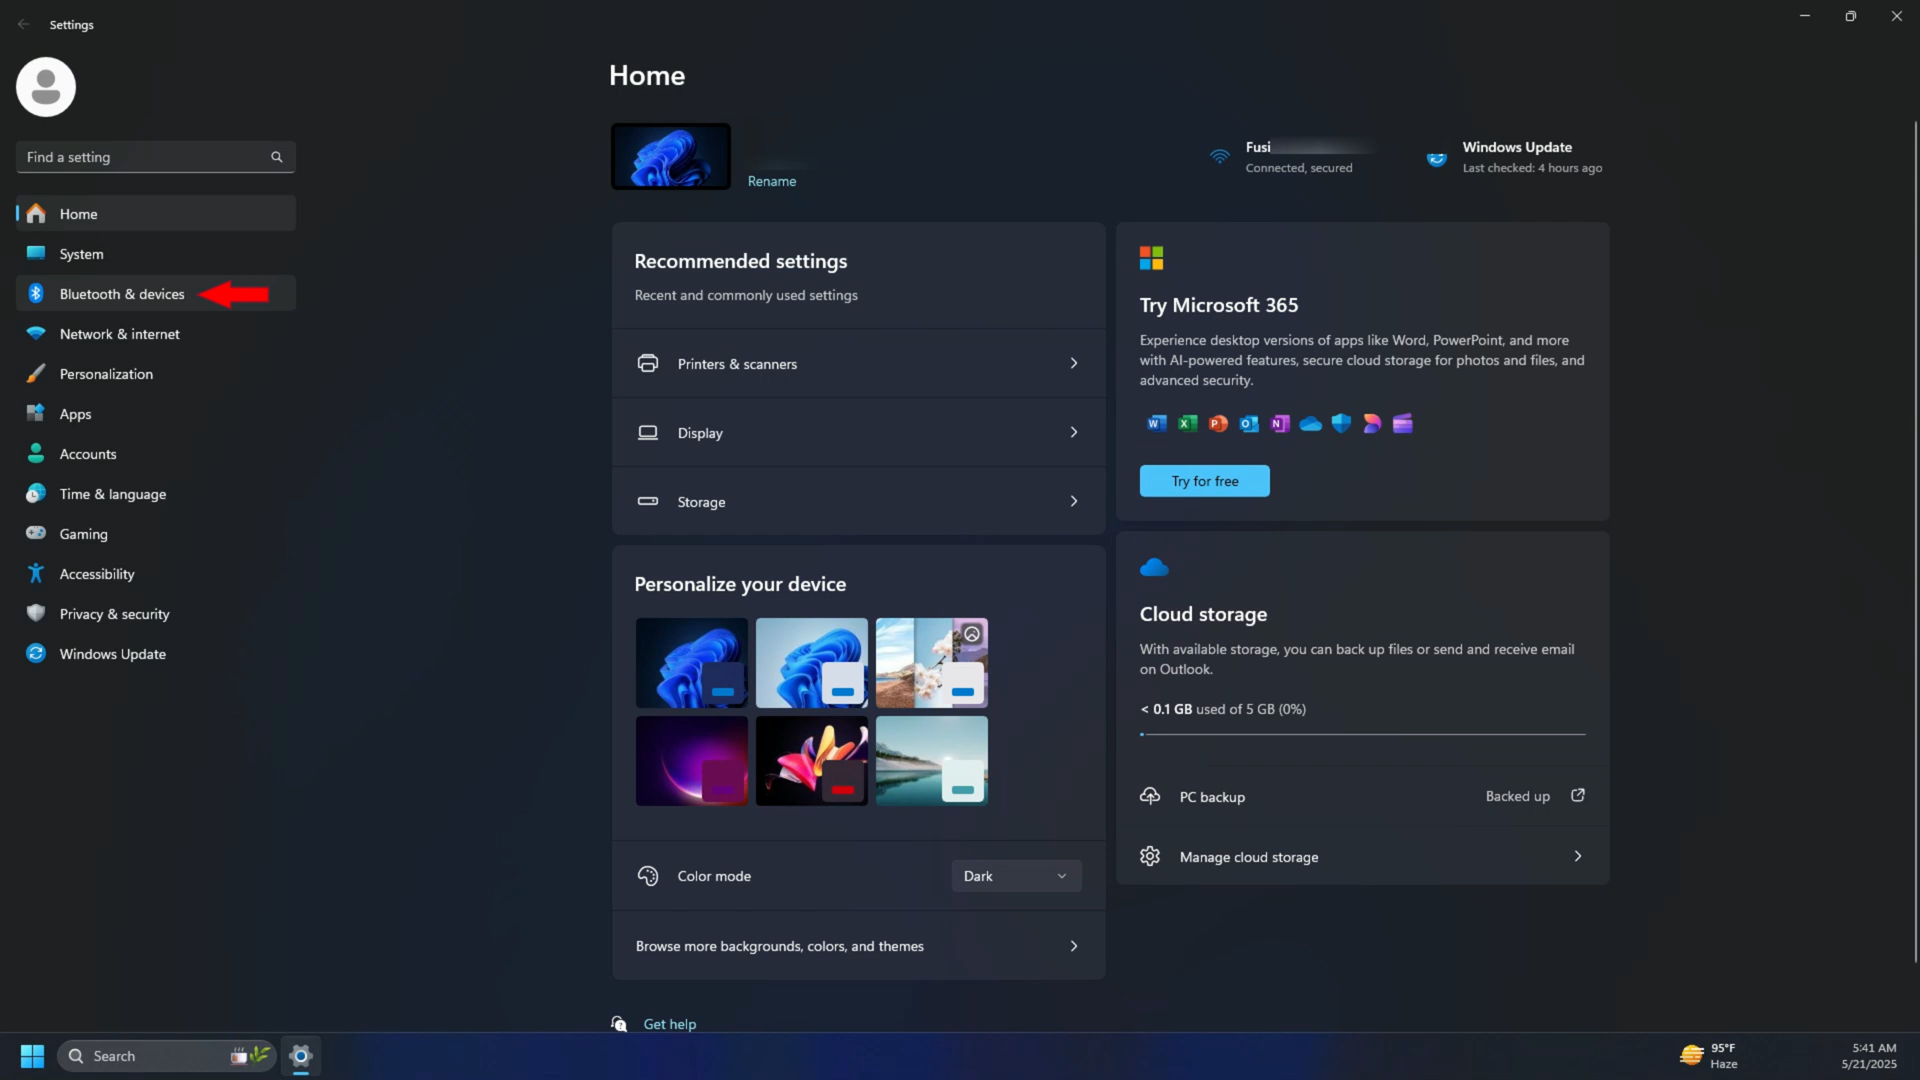 Settings
Find a setting
Home
System
Bluetooth & devices
Network & internet
Personalization
Apps
Accounts
Time & language
Gaming
Accessibility
Privacy & security
Windows Update
Home
Rename
Fusi
Connected, secured
Windows Update
Last checked: 4 hours ago
Recommended settings
Recent and commonly used settings
Printers & scanners
Display
Storage
Personalize your device
Color mode
Dark
Browse more backgrounds, colors, and themes
Get help
Try Microsoft 365
Experience desktop versions of apps like Word, PowerPoint, and more
with AI-powered features, secure cloud storage for photos and files, and
advanced security.
Try for free
Cloud storage
With available storage, you can back up files or send and receive email
on Outlook.
< 0.1 GB used of 5 GB (0%)
PC backup
Backed up
Manage cloud storage
Search
95°F
Haze
5:41 AM
5/21/2025